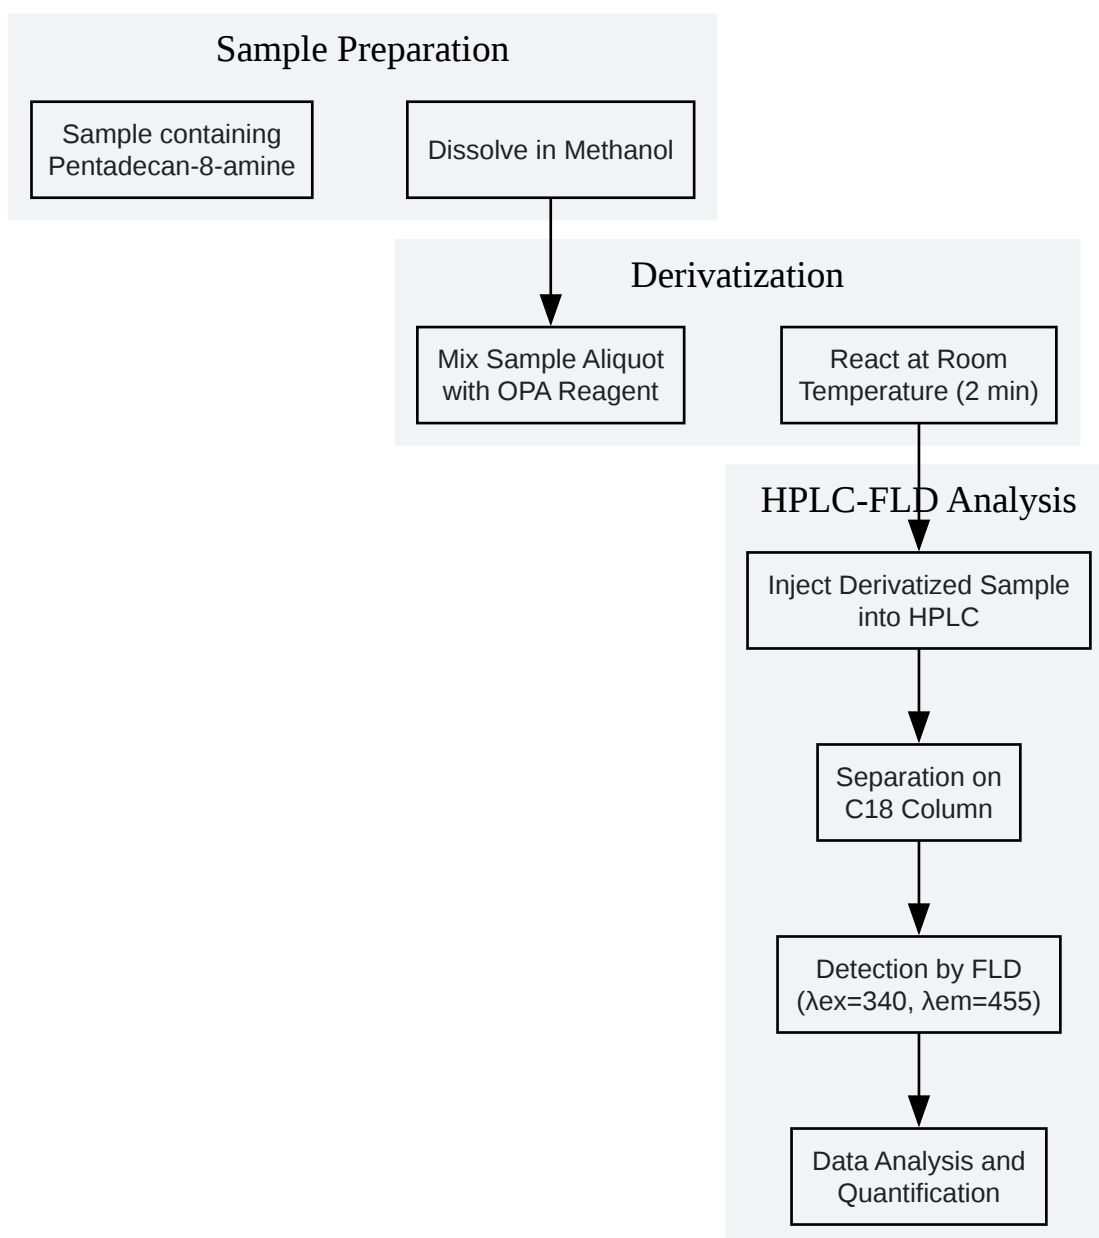 Sample Preparation
Sample containing
Pentadecan-8-amine
Dissolve in Methanol
Derivatization
Mix Sample Aliquot
with OPA Reagent
React at Room
Temperature (2 min)
HPLC-FLD Analysis
Inject Derivatized Sample
into HPLC
Separation on
C18 Column
Detection by FLD
(λex=340, λem=455)
Data Analysis and
Quantification